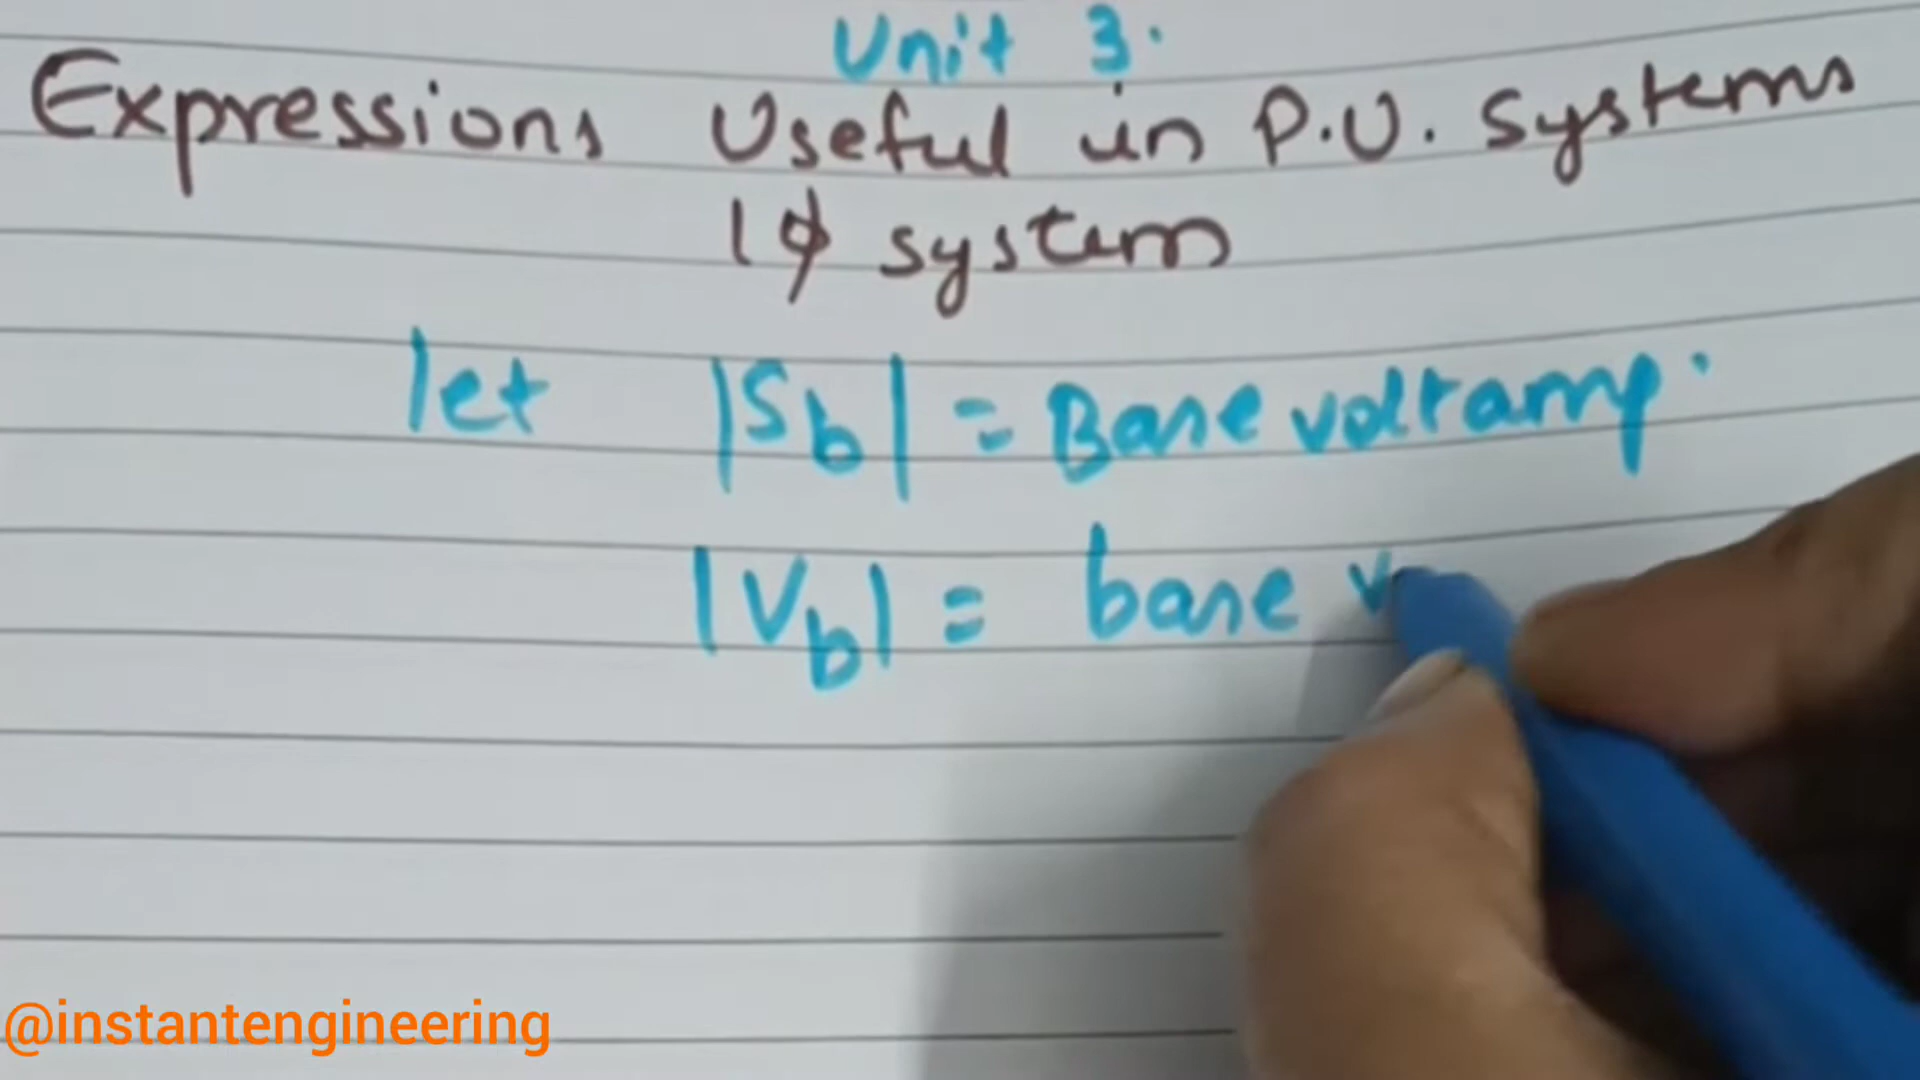 Unit 3.
Expressions Useful in P.U. Systems
1ϕ system
let |Sb| = Base voltamp.
|Vb| = base v
@instantengineering